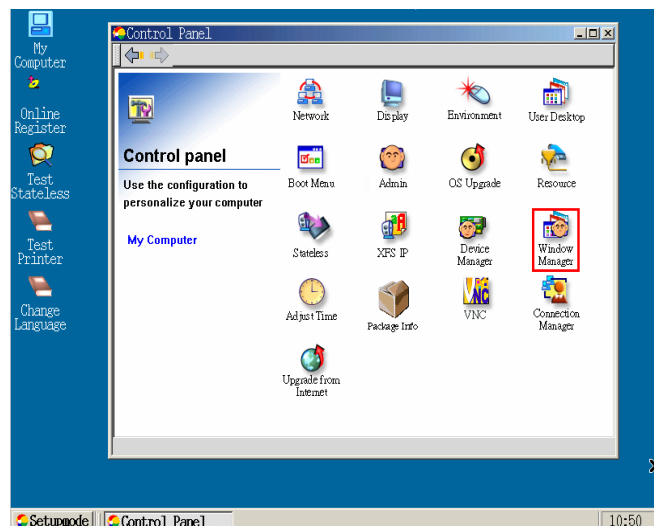 My
Computer
Online
Register
Test
Stateless
Test
Printer
Change
Language
Control Panel
Control panel
Use the configuration to
personalize your computer
My Computer
Network
Display
Environment
User Desktop
Boot Menu
Admin
OS Upgrade
Resource
Stateless
XFS IP
Device
Manager
Window
Manager
Adjust Time
Package Info
VNC
VNC
Connection
Manager
Upgrade from
Internet
Setupmode
Control Panel
10:50